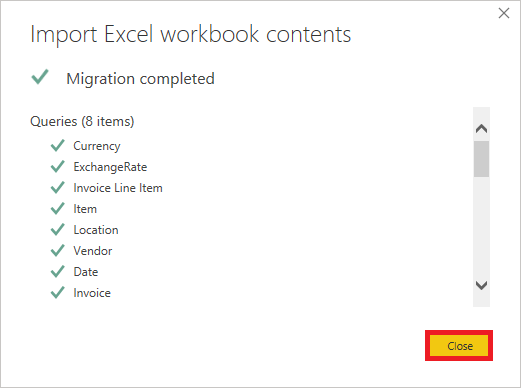 Import Excel workbook contents
Migration completed
Queries (8 items)
Currency
ExchangeRate
Invoice Line Item
Item
Location
Vendor
Date
Invoice
Close